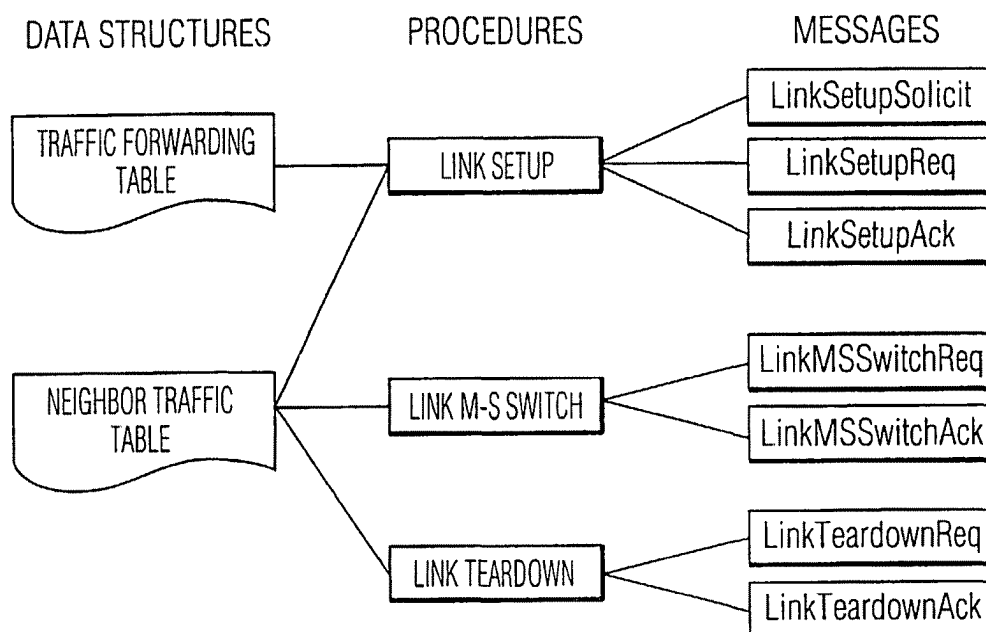 DATA STRUCTURES
PROCEDURES
MESSAGES
TRAFFIC FORWARDING
TABLE
LINK SETUP
LinkSetupSolicit
LinkSetupReq
LinkSetupAck
NEIGHBOR TRAFFIC
TABLE
LINK M-S SWITCH
LinkMSSwitchReq
LinkMSSwitchAck
LINK TEARDOWN
LinkTeardownReq
LinkTeardownAck